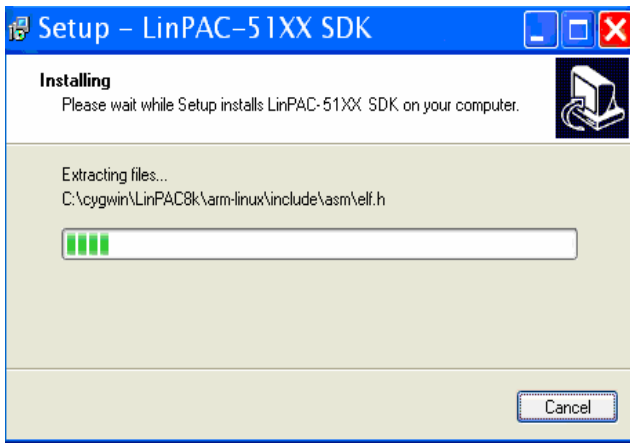 Setup – LinPAC-51XX SDK
Installing
Please wait while Setup installs LinPAC-51XX SDK on your computer.
Extracting files...
C:\cygwin\LinPAC8k\arm-linux\include\asm\elf.h
Cancel